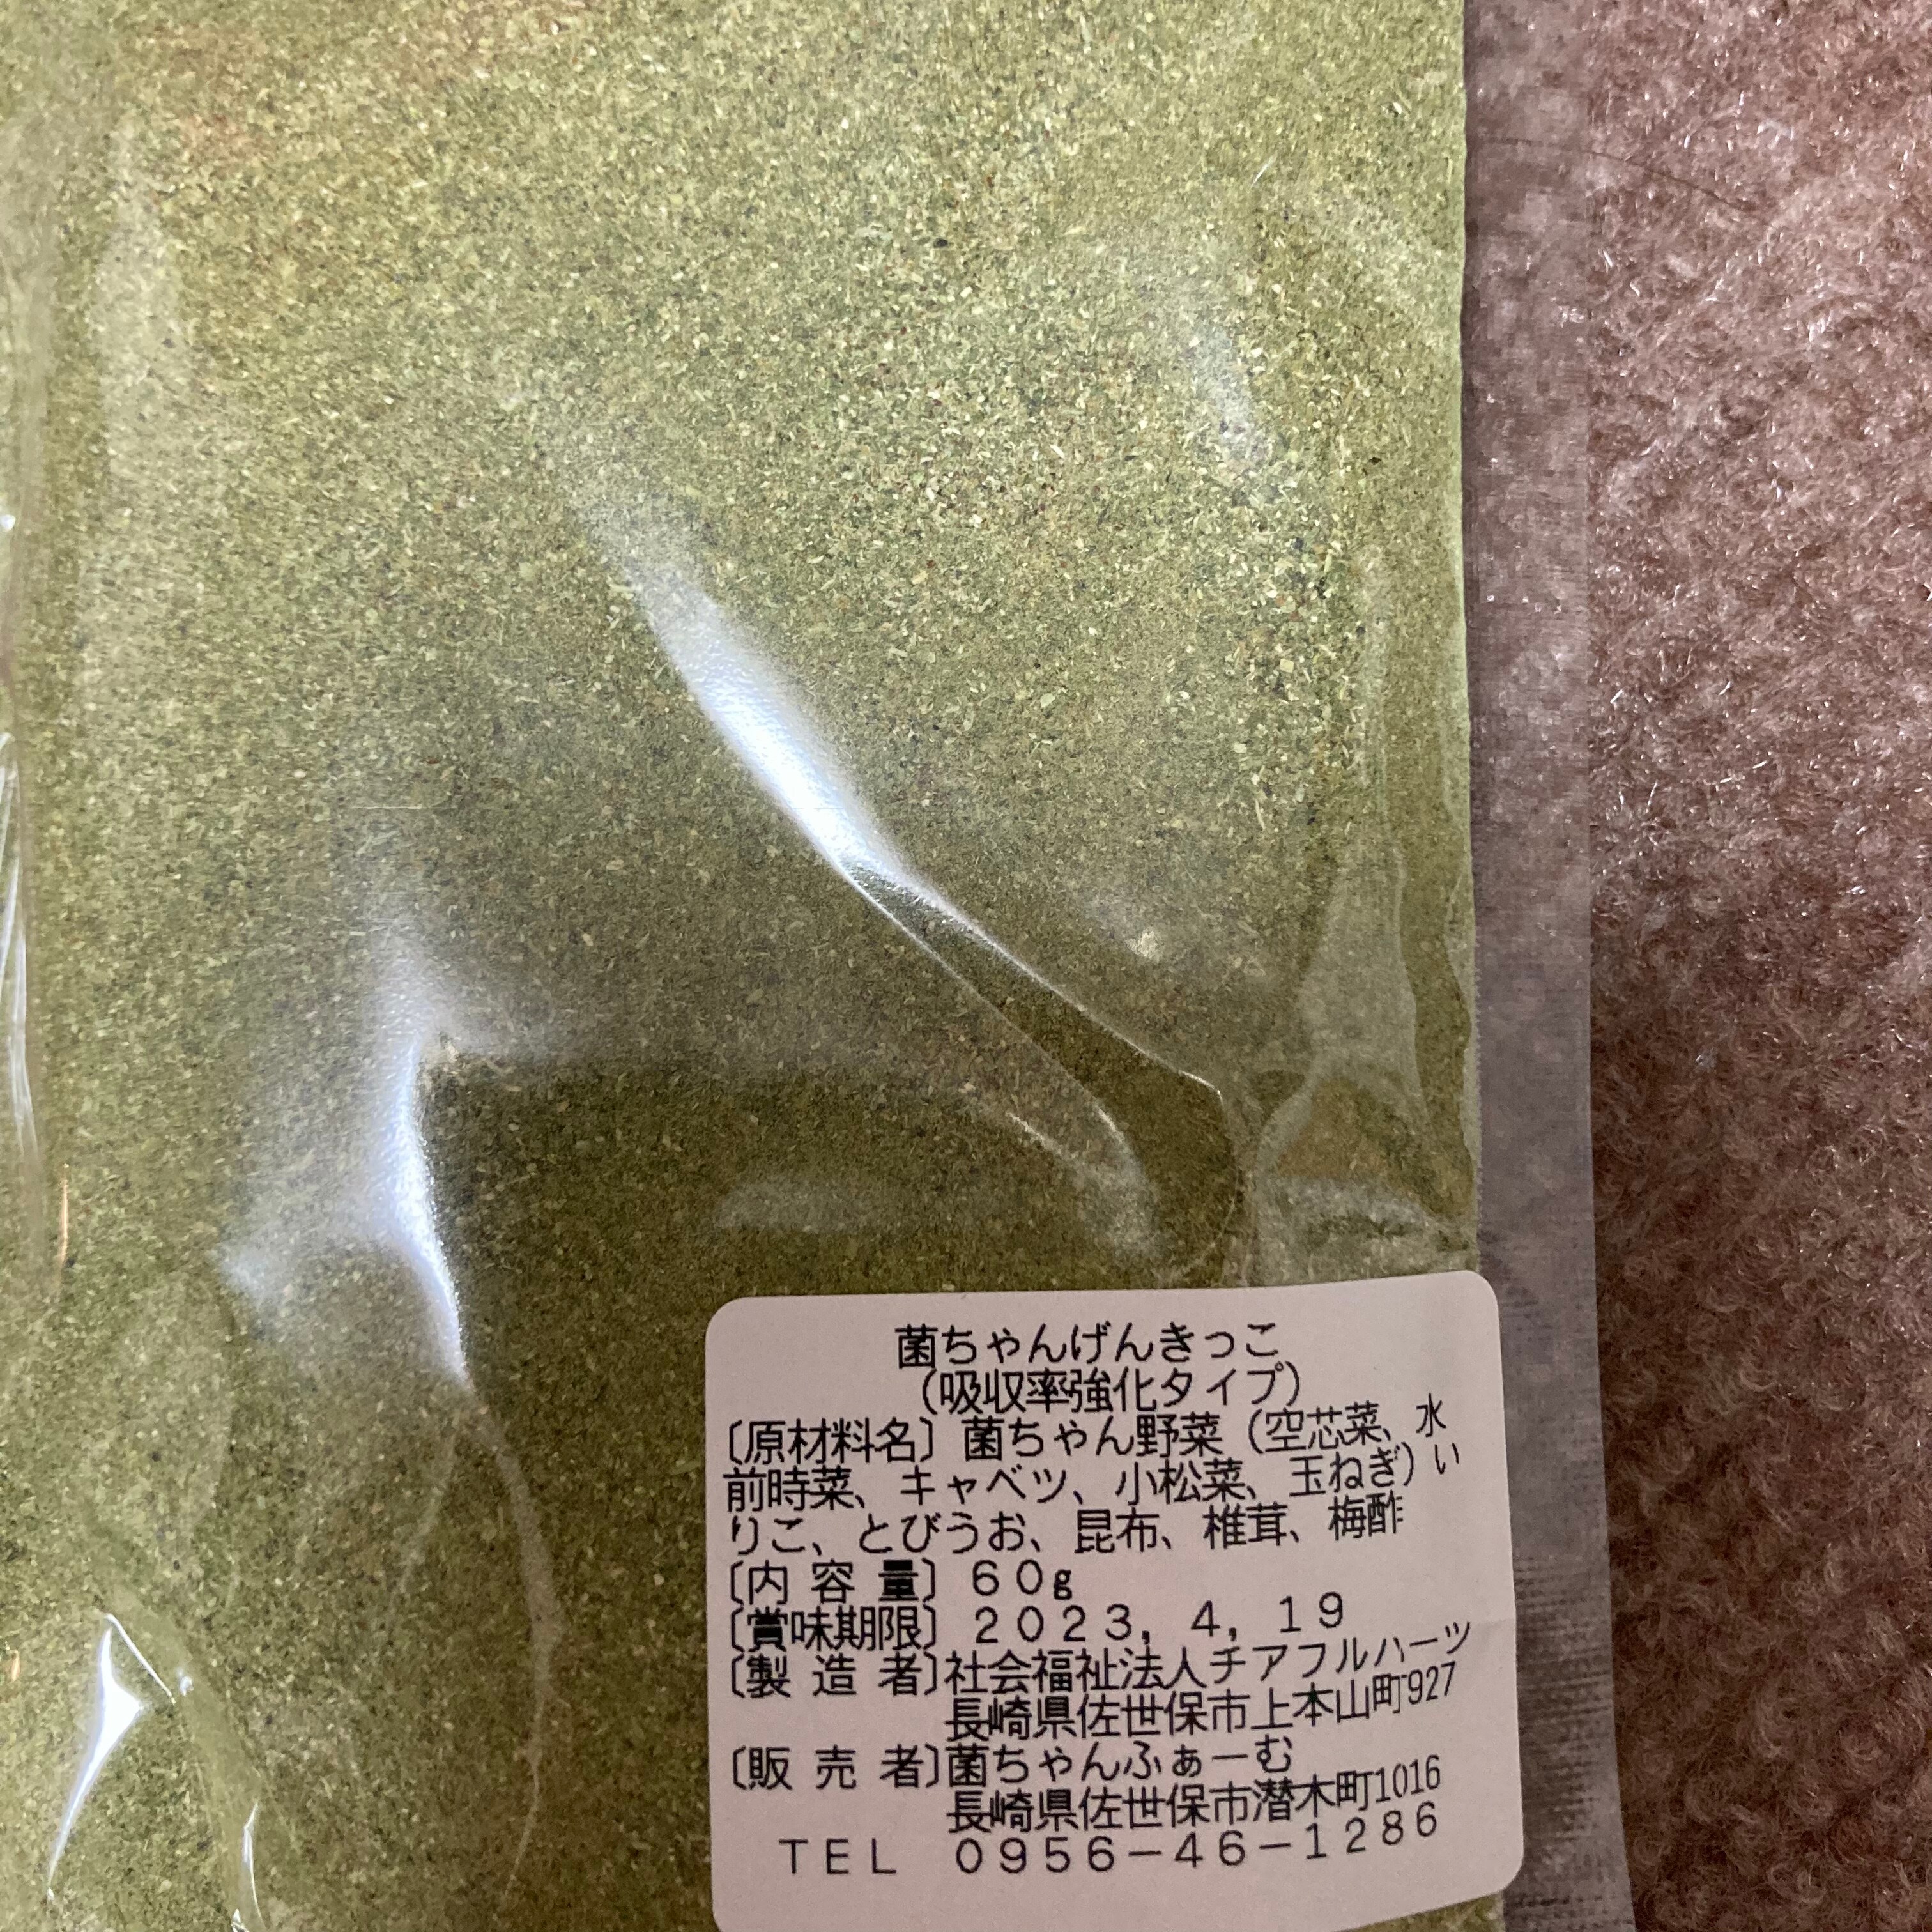 菌ちゃんげんきっこ
(吸収率強化タイプ)
〔原材料名〕菌ちゃん野菜(空芯菜、水
前時菜、キャベツ、小松菜、玉ねぎ)い
りこ、とびうお、昆布、椎茸、梅酢
〔内容量〕60g
〔賞味期限〕2023,4,19
〔製造者〕社会福祉法人チアフルハーツ
長崎県佐世保市上本山町927
〔販売者〕菌ちゃんふぁーむ
長崎県佐世保市潜木町1016
TEL 0956-46-1286